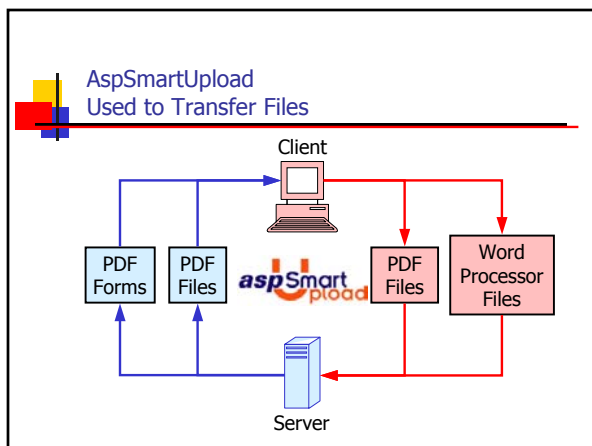 AspSmartUpload
Used to Transfer Files
Client
PDF
Forms
PDF
Files
aspSmart
Upload
PDF
Files
Word
Processor
Files
Server